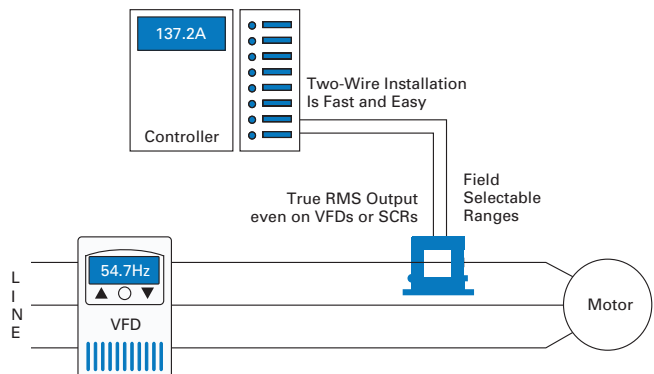 137.2A
Controller
Two-Wire Installation
Is Fast and Easy
True RMS Output
even on VFDs or SCRs
Field
Selectable
Ranges
L
I
N
E
54.7Hz
VFD
Motor